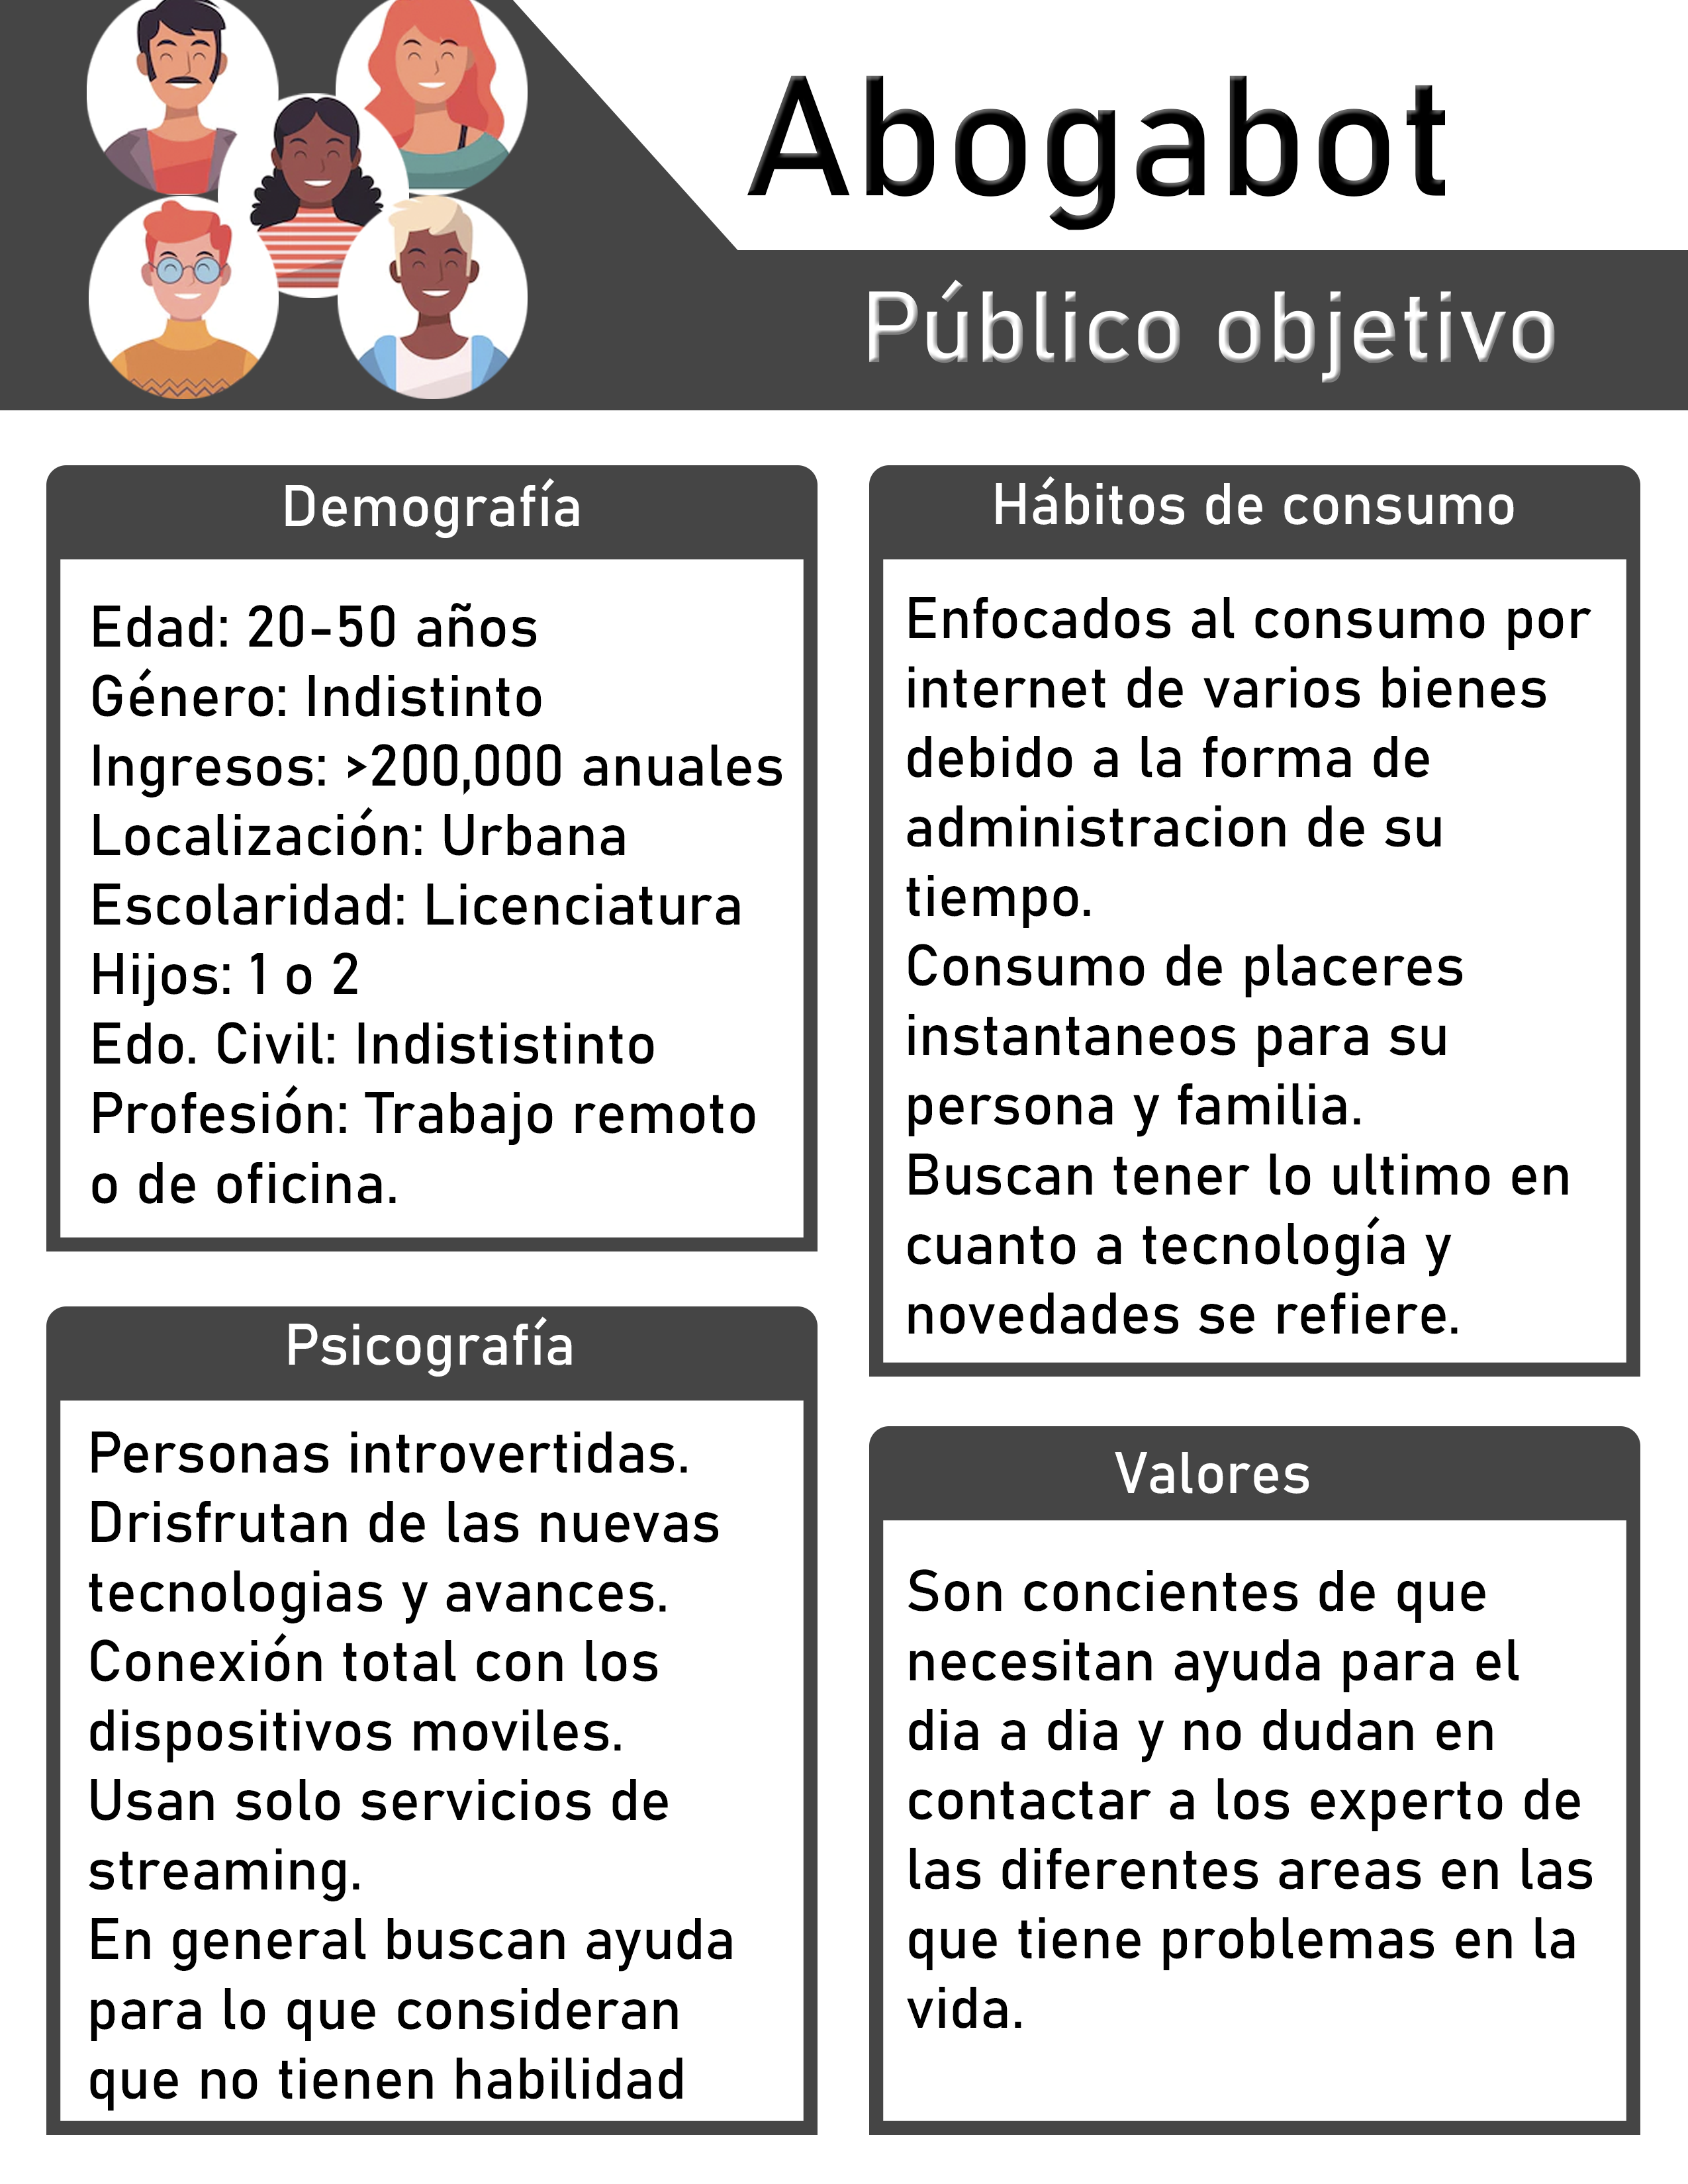 Abogabot
Público objetivo
Demografía
Edad: 20-50 años
Género: Indistinto
Ingresos: >200,000 anuales
Localización: Urbana
Escolaridad: Licenciatura
Hijos: 1 o 2
Edo. Civil: Indististinto
Profesión: Trabajo remoto
o de oficina.
Psicografía
Personas introvertidas.
Drisfrutan de las nuevas
tecnologias y avances.
Conexión total con los
dispositivos moviles.
Usan solo servicios de
streaming.
En general buscan ayuda
para lo que consideran
que no tienen habilidad
Hábitos de consumo
Enfocados al consumo por
internet de varios bienes
debido a la forma de
administracion de su
tiempo.
Consumo de placeres
instantaneos para su
persona y familia.
Buscan tener lo ultimo en
cuanto a tecnología y
novedades se refiere.
Valores
Son concientes de que
necesitan ayuda para el
dia a dia y no dudan en
contactar a los experto de
las diferentes areas en las
que tiene problemas en la
vida.